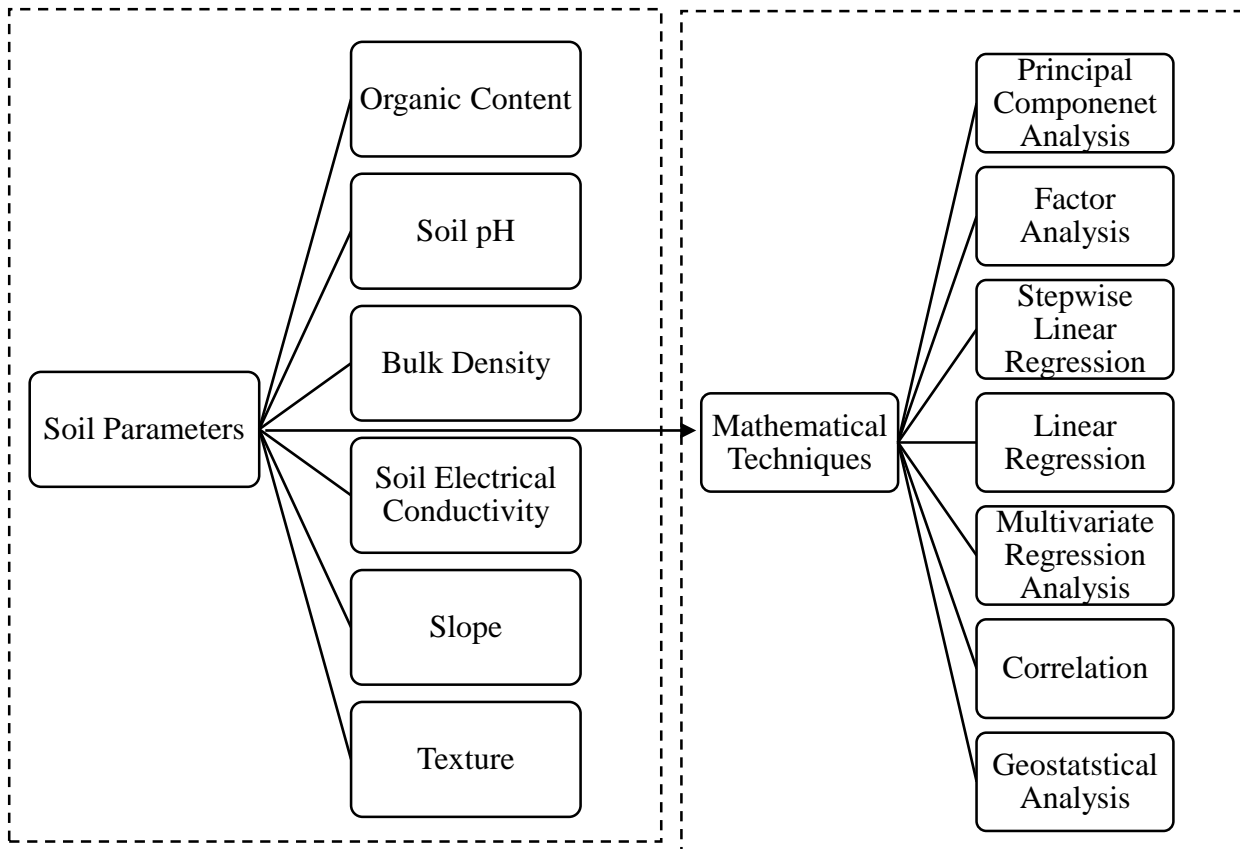 Soil Parameters
Organic Content
Soil pH
Bulk Density
Soil Electrical
Conductivity
Slope
Texture
Mathematical
Techniques
Principal
Componenet
Analysis
Factor
Analysis
Stepwise
Linear
Regression
Linear
Regression
Multivariate
Regression
Analysis
Correlation
Geostatstical
Analysis